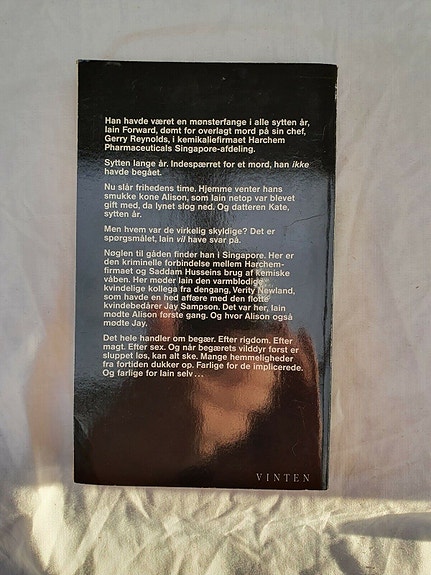 Han havde været en mønsterfange i alle sytten år,
Iain Forward, dømt for overlagt mord på sin chef,
Gerry Reynolds, i kemikaliefirmaet Harchem
Pharmaceuticals Singapore-afdeling.
Sytten lange år. Indespærret for et mord, han ikke
havde begået.
Nu slår frihedens time. Hjemme venter hans
smukke kone Alison, som Iain netop var blevet
gift med, da lynet slog ned. Og datteren Kate,
sytten år.
Men hvem var de virkelig skyldige? Det er
spørgsmålet, Iain vil have svar på.
Nøglen til gåden finder han i Singapore. Her er
den kriminelle forbindelse mellem Harchem-
firmaet og Saddam Husseins brug af kemiske
våben. Her møder Iain den varmblodige
kvindelige kollega fra dengang, Verity Newland,
som havde en hed affære med den flotte
kvindebedårer Jay Sampson. Det var her, Iain
mødte Alison første gang. Og hvor Alison også
mødte Jay.
Det hele handler om begær. Efter rigdom. Efter
magt. Efter sex. Og når begærets vilddyr først er
sluppet løs, kan alt ske. Mange hemmeligheder
fra fortiden dukker op. Farlige for de implicerede.
Og farlige for Iain selv ...
VINTEN